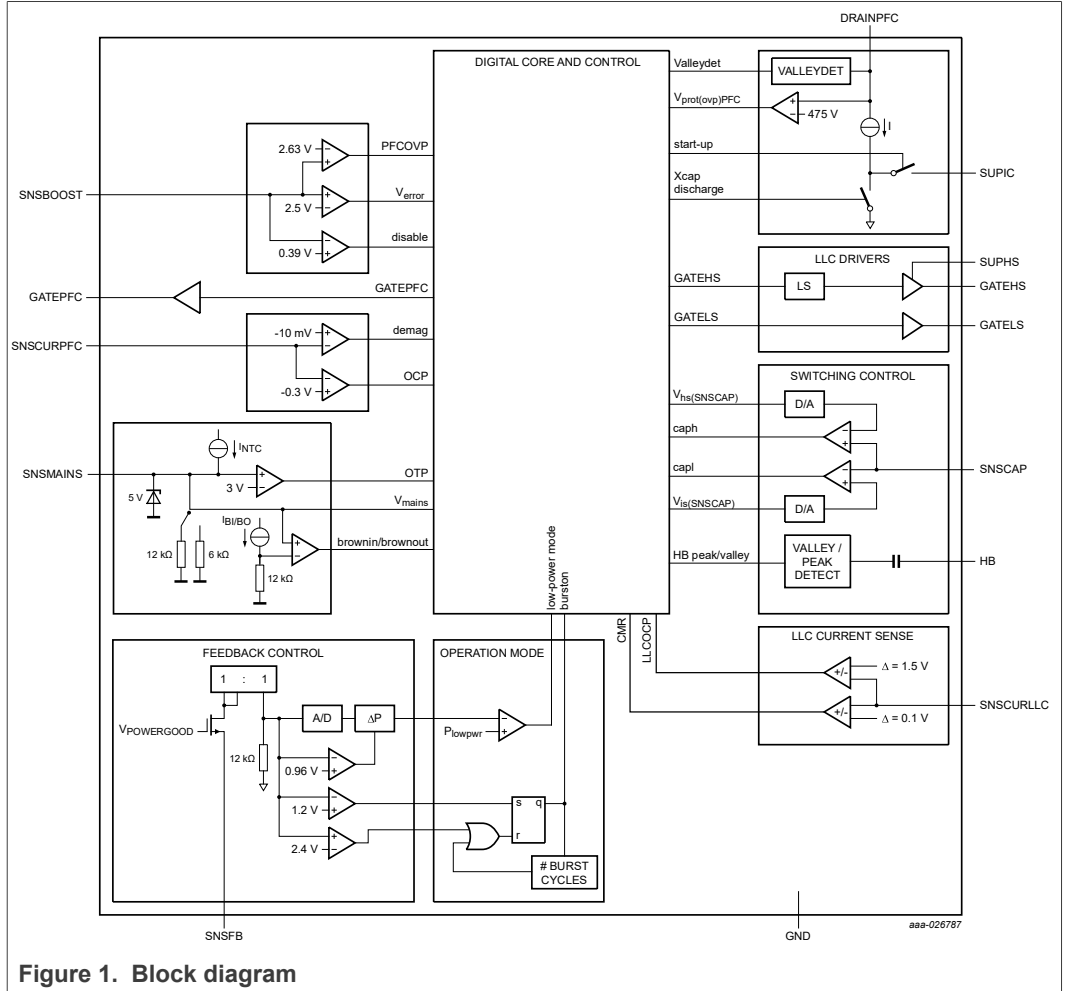 DRAINPFC
DIGITAL CORE AND CONTROL
Valleydet
VALLEYDET
Vprot(ovp)PFC
+
−
475 V
I
start-up
SUPIC
Xcap
discharge
SNSBOOST
2.63 V
−
+
PFCOVP
2.5 V
+
−
Verror
0.39 V
−
+
disable
GATEPFC
GATEPFC
SNSCURPFC
-10 mV
+
−
demag
-0.3 V
−
+
OCP
LLC DRIVERS
SUPHS
GATEHS
LS
GATEHS
GATELS
GATELS
SNSMAINS
INTC
5 V
3 V
+
−
OTP
Vmains
12 kΩ
6 kΩ
IBI/BO
+
−
brownin/brownout
12 kΩ
SWITCHING CONTROL
Vhs(SNSCAP)
D/A
caph
−
+
capl
−
+
SNSCAP
Vls(SNSCAP)
D/A
HB peak/valley
VALLEY /
PEAK
DETECT
HB
low-power mode
burston
CMR
LLCOCP
FEEDBACK CONTROL
1 : 1
VPOWERGOOD
12 kΩ
A/D
ΔP
0.96 V
−
+
1.2 V
−
+
2.4 V
+
−
SNSFB
OPERATION MODE
Plowpwr
−
+
s q
r
# BURST
CYCLES
LLC CURRENT SENSE
+/-
Δ = 1.5 V
+/-
Δ = 0.1 V
SNSCURLLC
GND
aaa-026787
Figure 1. Block diagram